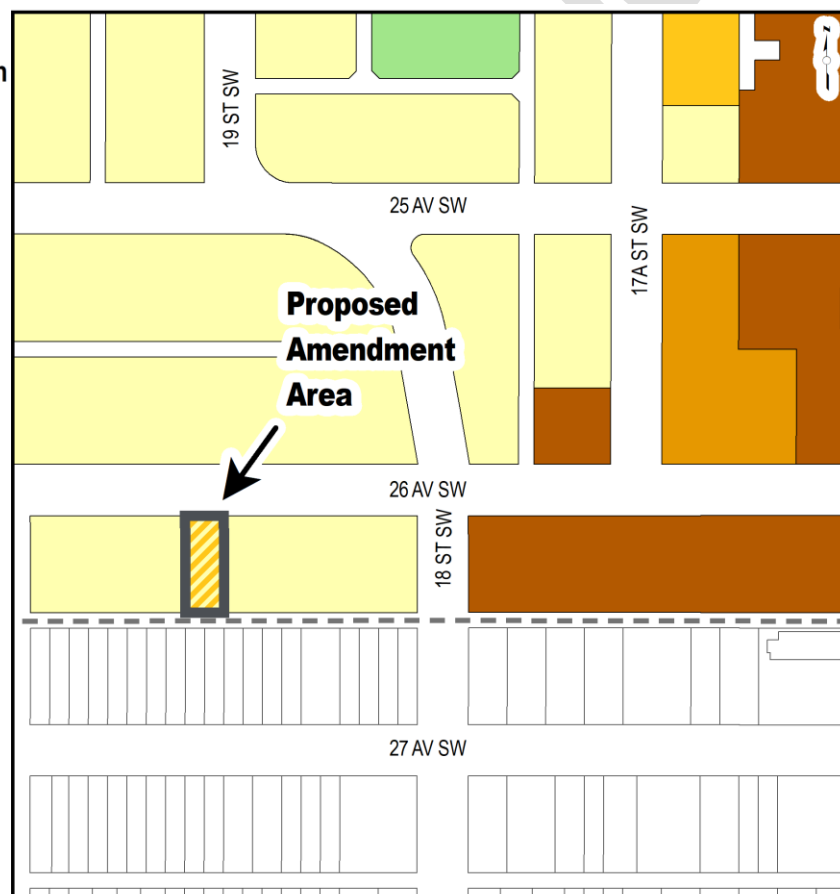 n
N
19 ST SW
25 AV SW
17A ST SW
Proposed
Amendment
Area
26 AV SW
18 ST SW
27 AV SW